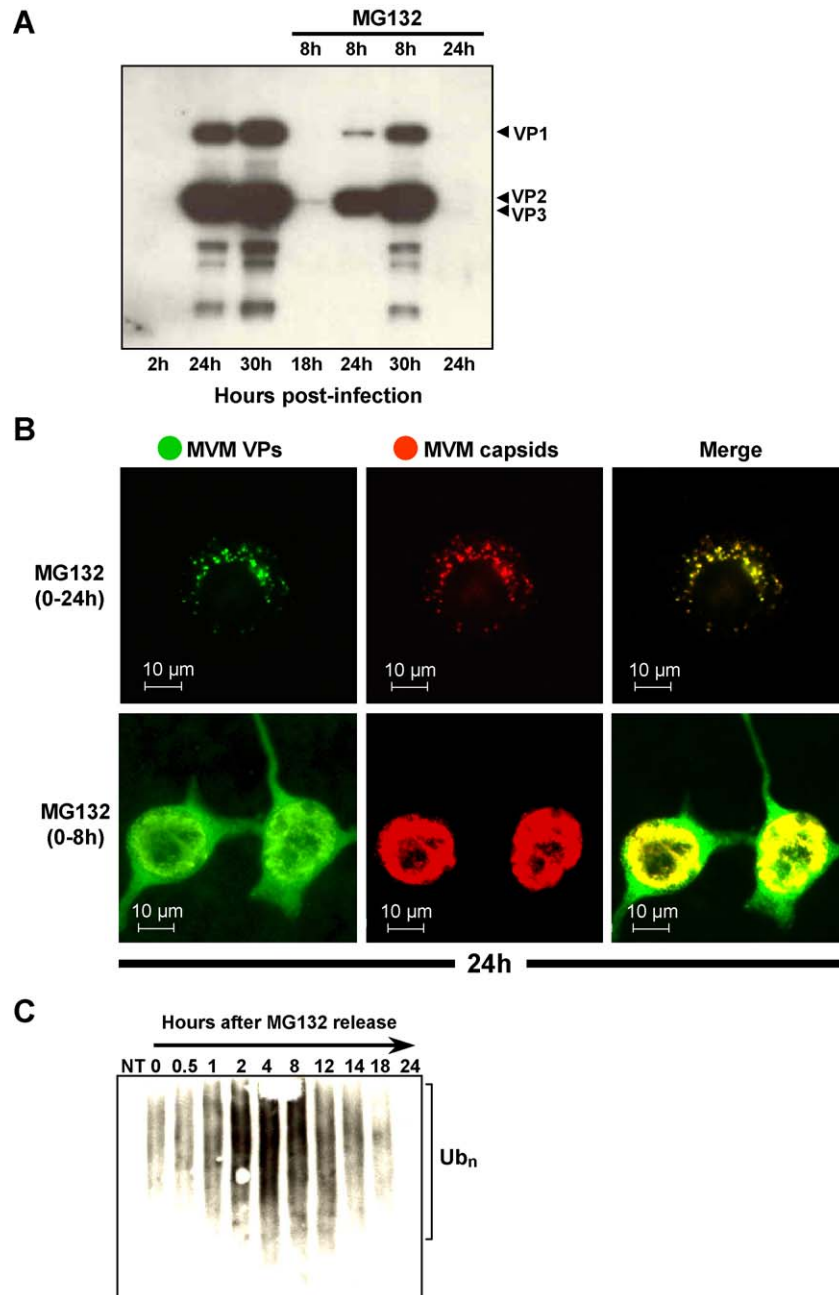 A
MG132
8h 8h 8h 24h
VP1
VP2
VP3
2h 24h 30h 18h 24h 30h 24h
Hours post-infection
B
MVM VPs MVM capsids Merge
MG132
(0-24h)
10 µm 10 µm 10 µm
MG132
(0-8h)
10 µm 10 µm 10 µm
24h
C
Hours after MG132 release
NT 0 0.5 1 2 4 8 12 14 18 24
Ubn